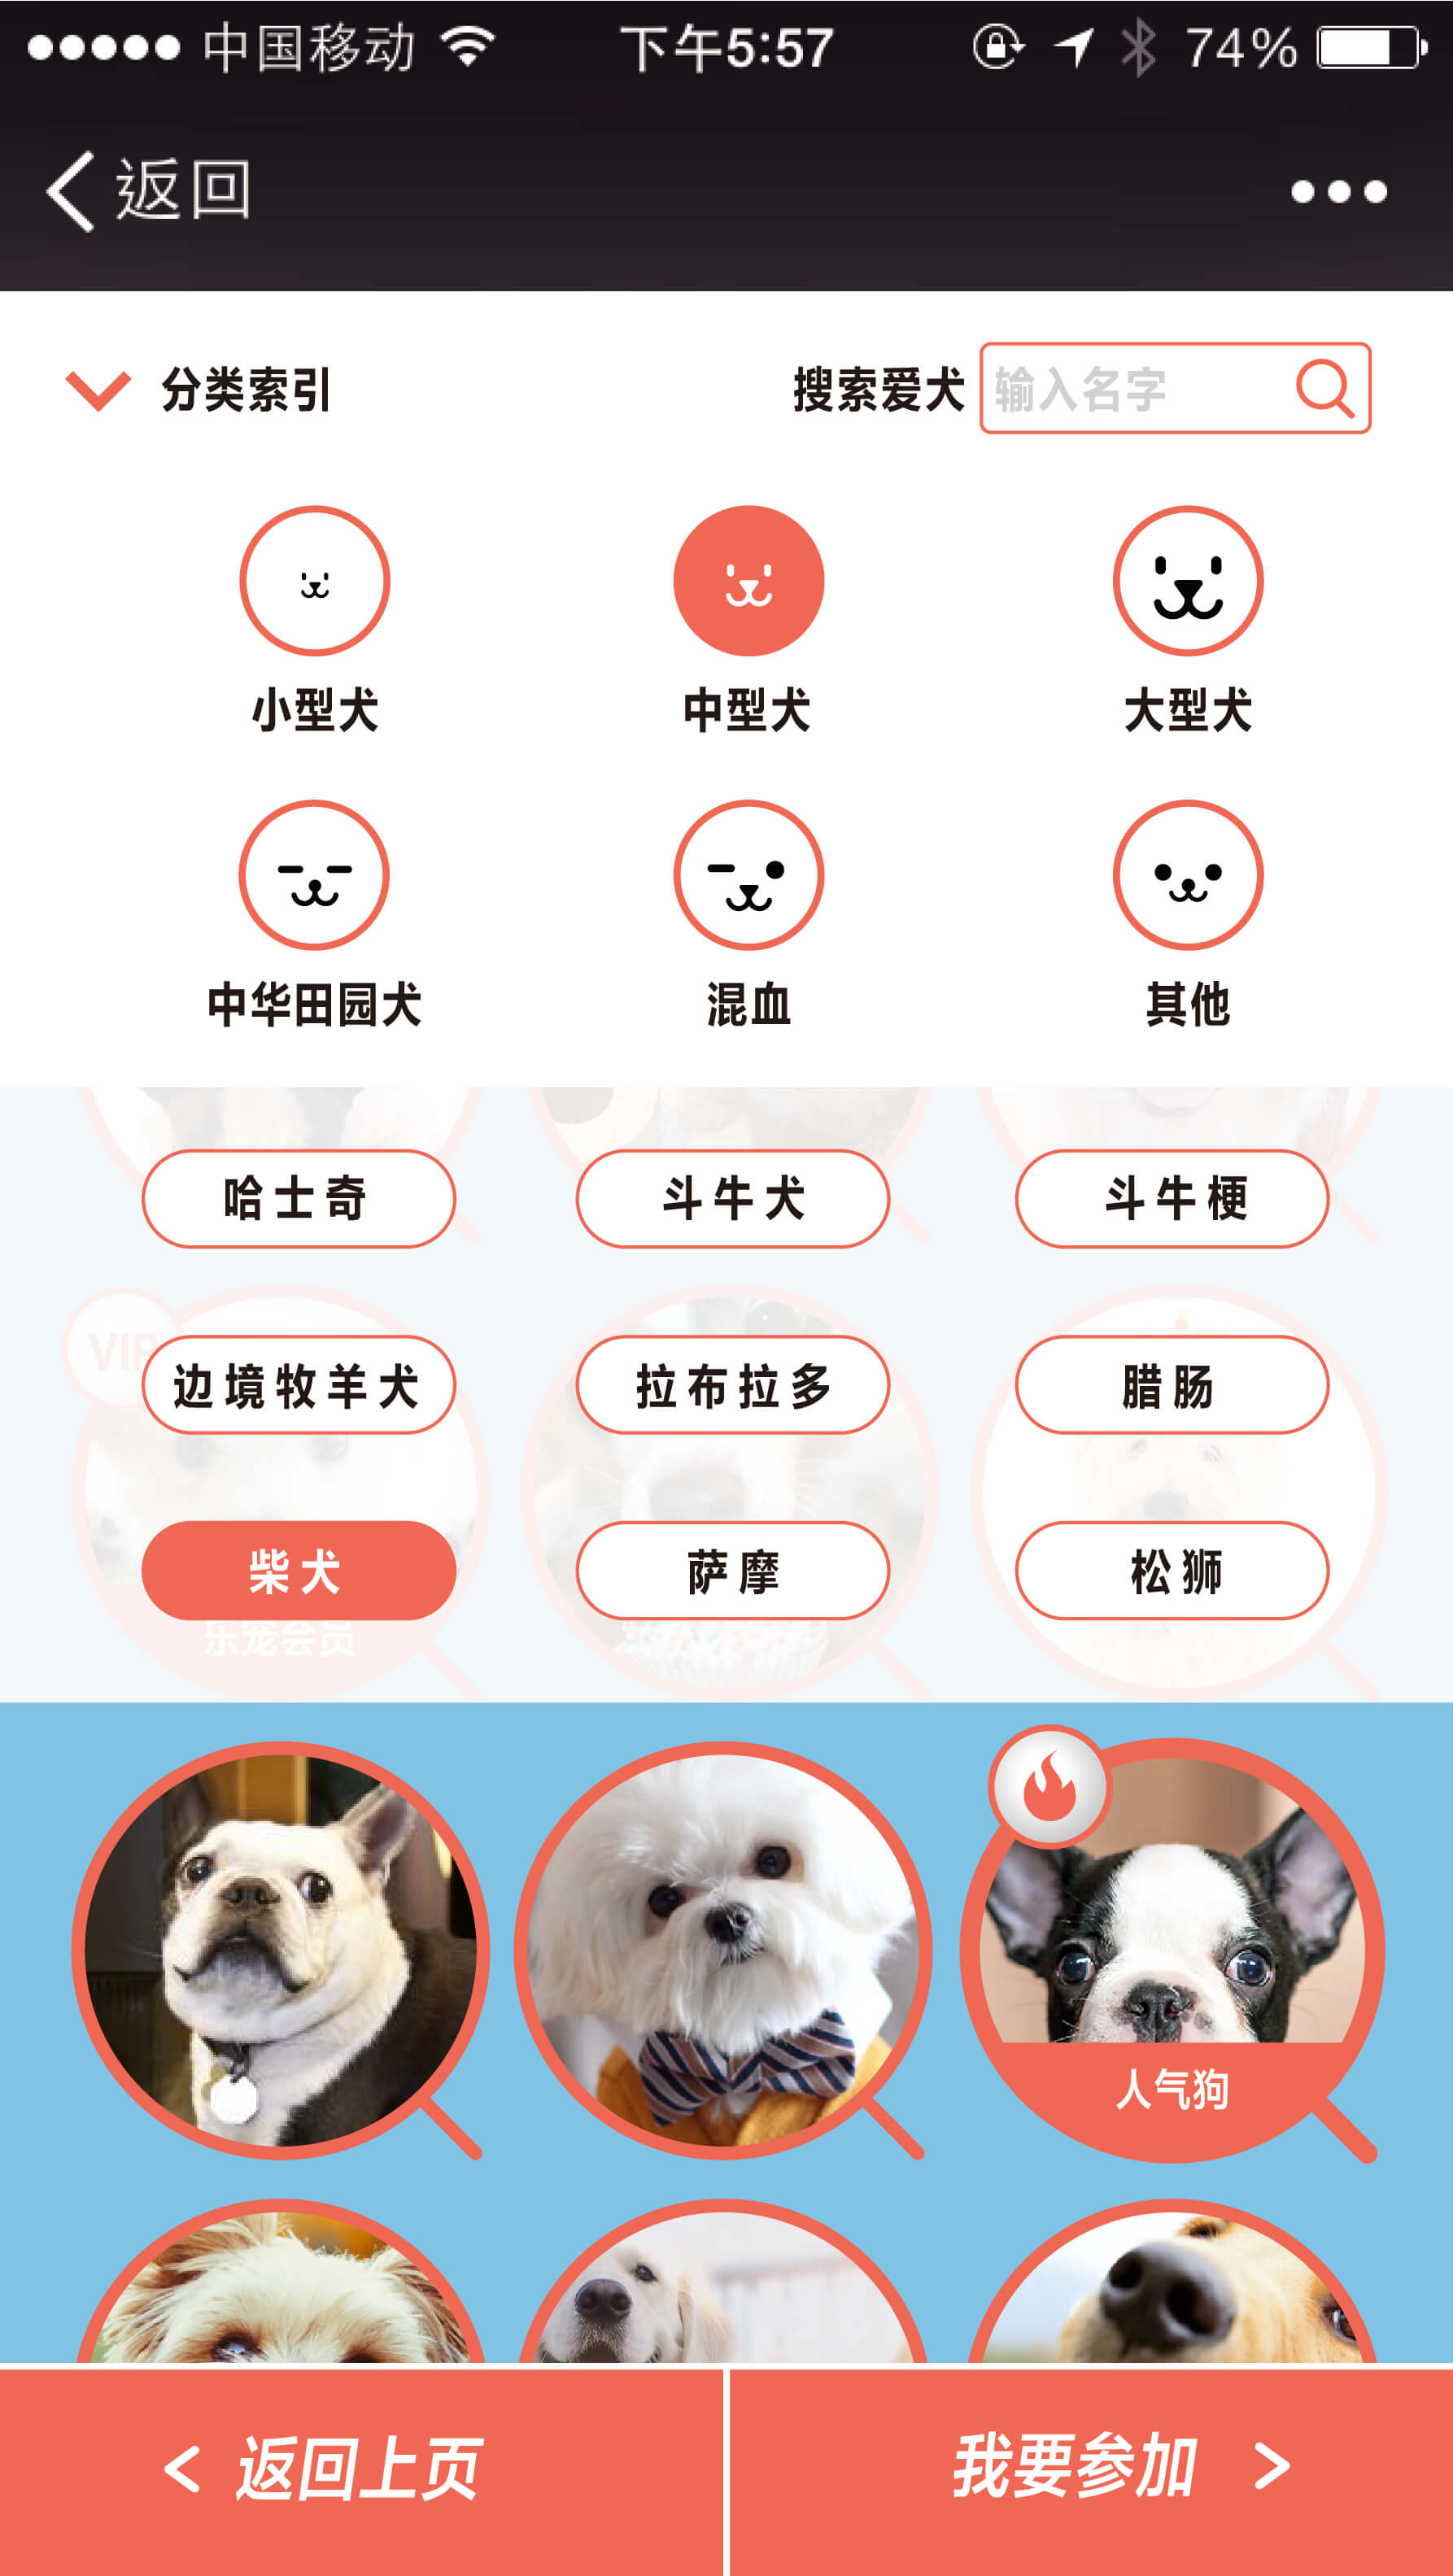 中国移动 下午5:57 74%
返回
分类索引 搜索爱犬 输入名字
小型犬 中型犬 大型犬
中华田园犬 混血 其他
哈士奇 斗牛犬 斗牛梗
VIP
边境牧羊犬 拉布拉多 腊肠
柴犬 萨摩 松狮
乐宠会员
人气狗
< 返回上页 我要参加 >